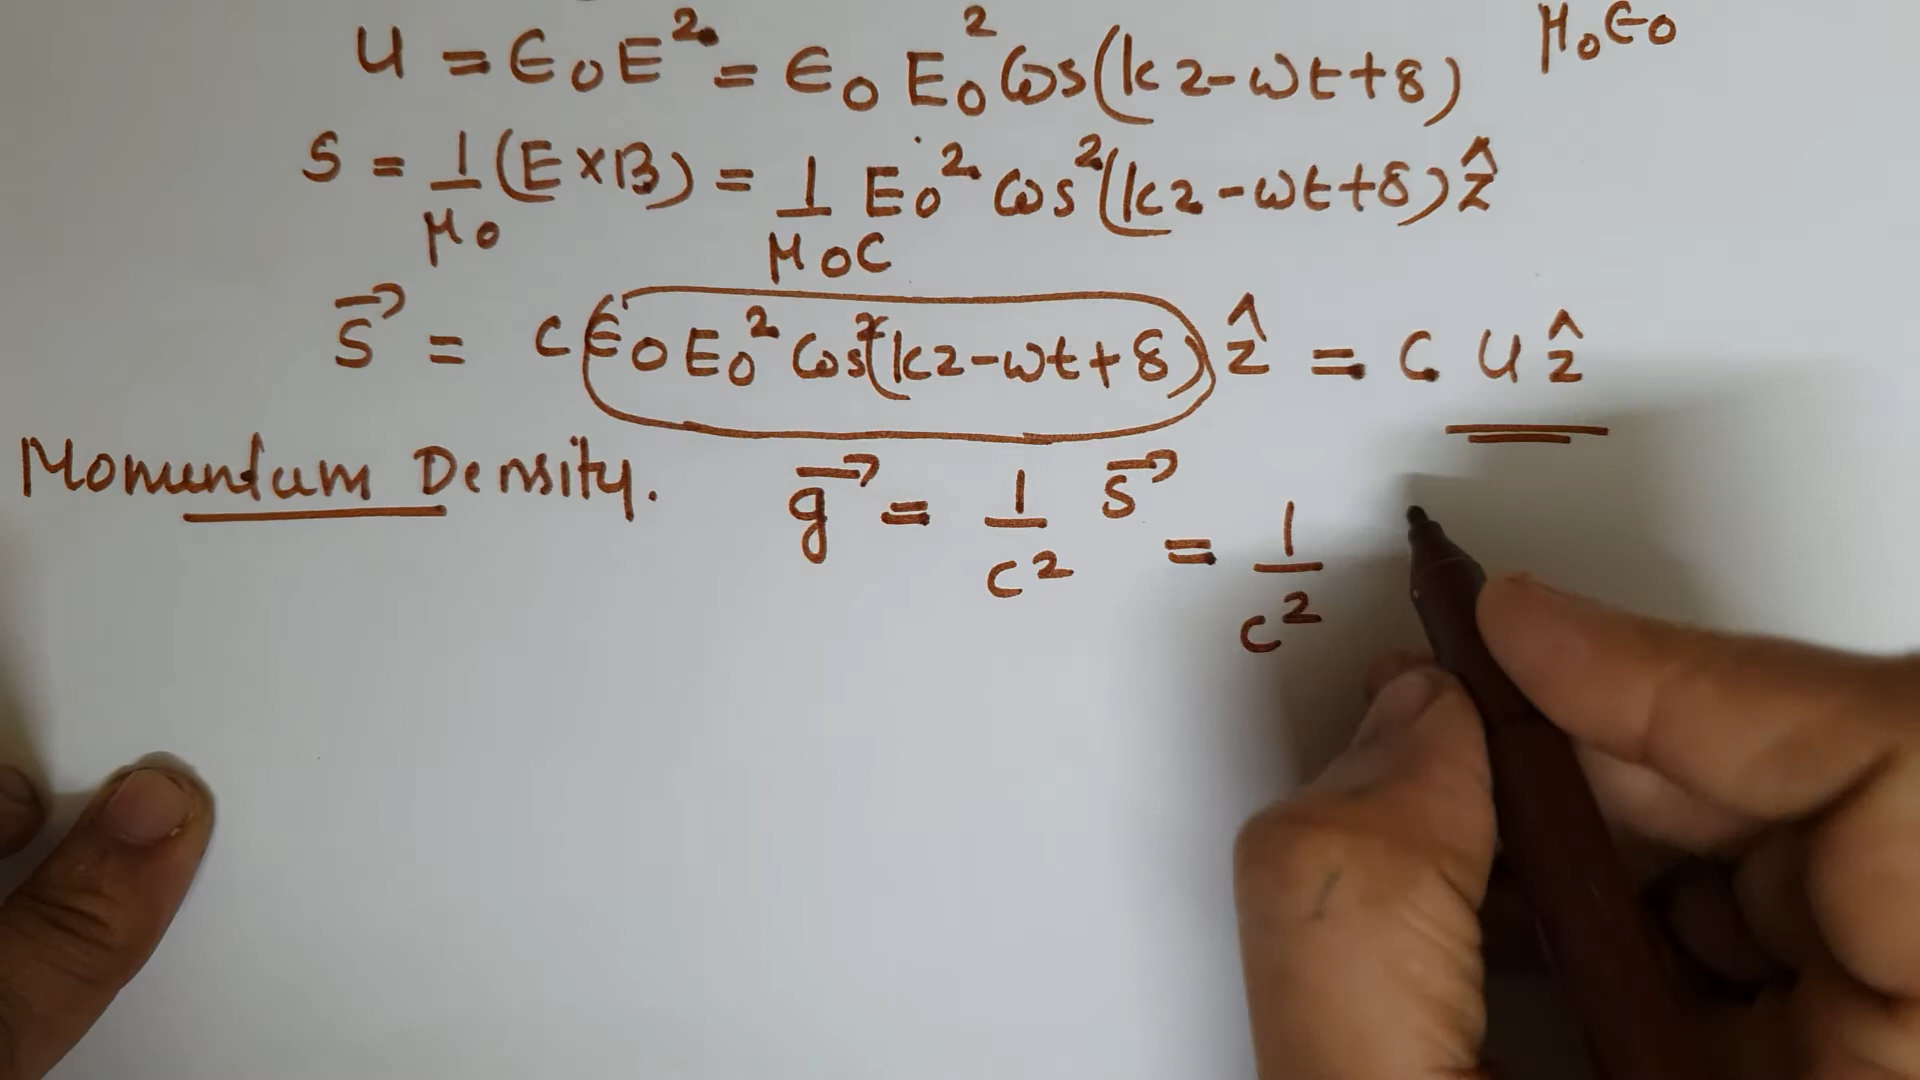 μ₀ε₀
u = ε₀E² = ε₀ E₀² Cos(kz-ωt+δ)
S = 1/μ₀ (E×B) = 1/μ₀c E₀² Cos²(kz-ωt+δ) ẑ
S⃗ = c ε₀ E₀² Cos²(kz-ωt+δ) ẑ = c u ẑ
Momentum Density. g⃗ = 1/c² S⃗ = 1/c²